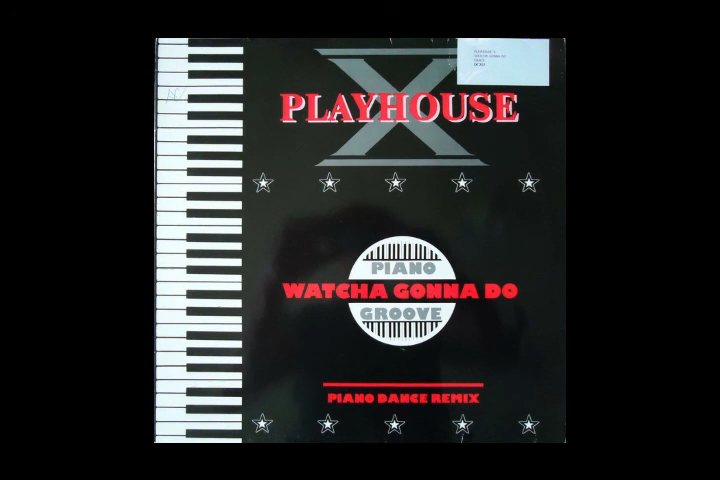 X
PLAYHOUSE
PIANO
WATCHA GONNA DO
GROOVE
PIANO DANCE REMIX